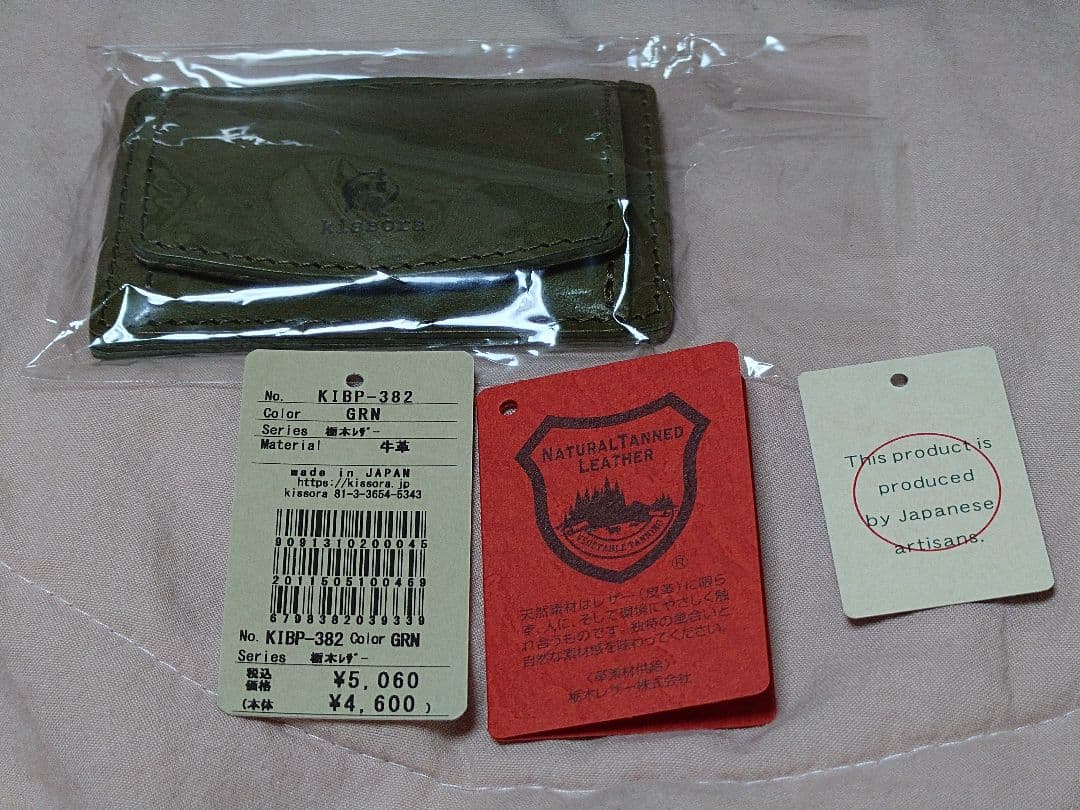 kissora
No. KIBP-382
Color GRN
Series 栃木ﾚｻﾞｰ
Material 牛革
made in JAPAN
https://kissora.jp
kissora 81-3-3654-5343
9091310200045
2011505100469
6798382039339
No. KIBP-382 Color GRN
Series 栃木ﾚｻﾞｰ
税込
価格 ¥5,060
(本体 ¥4,600 )
NATURAL TANNED
LEATHER
VEGETABLE TANNING
®
天然素材はレザー(皮革)に限ら
ず、人に、そして環境にやさしく触
れ合うものです。独特の風合いと
自然な素材感を味わってください。
〈革素材供給〉
栃木レザー株式会社
This product is
produced
by Japanese
artisans.